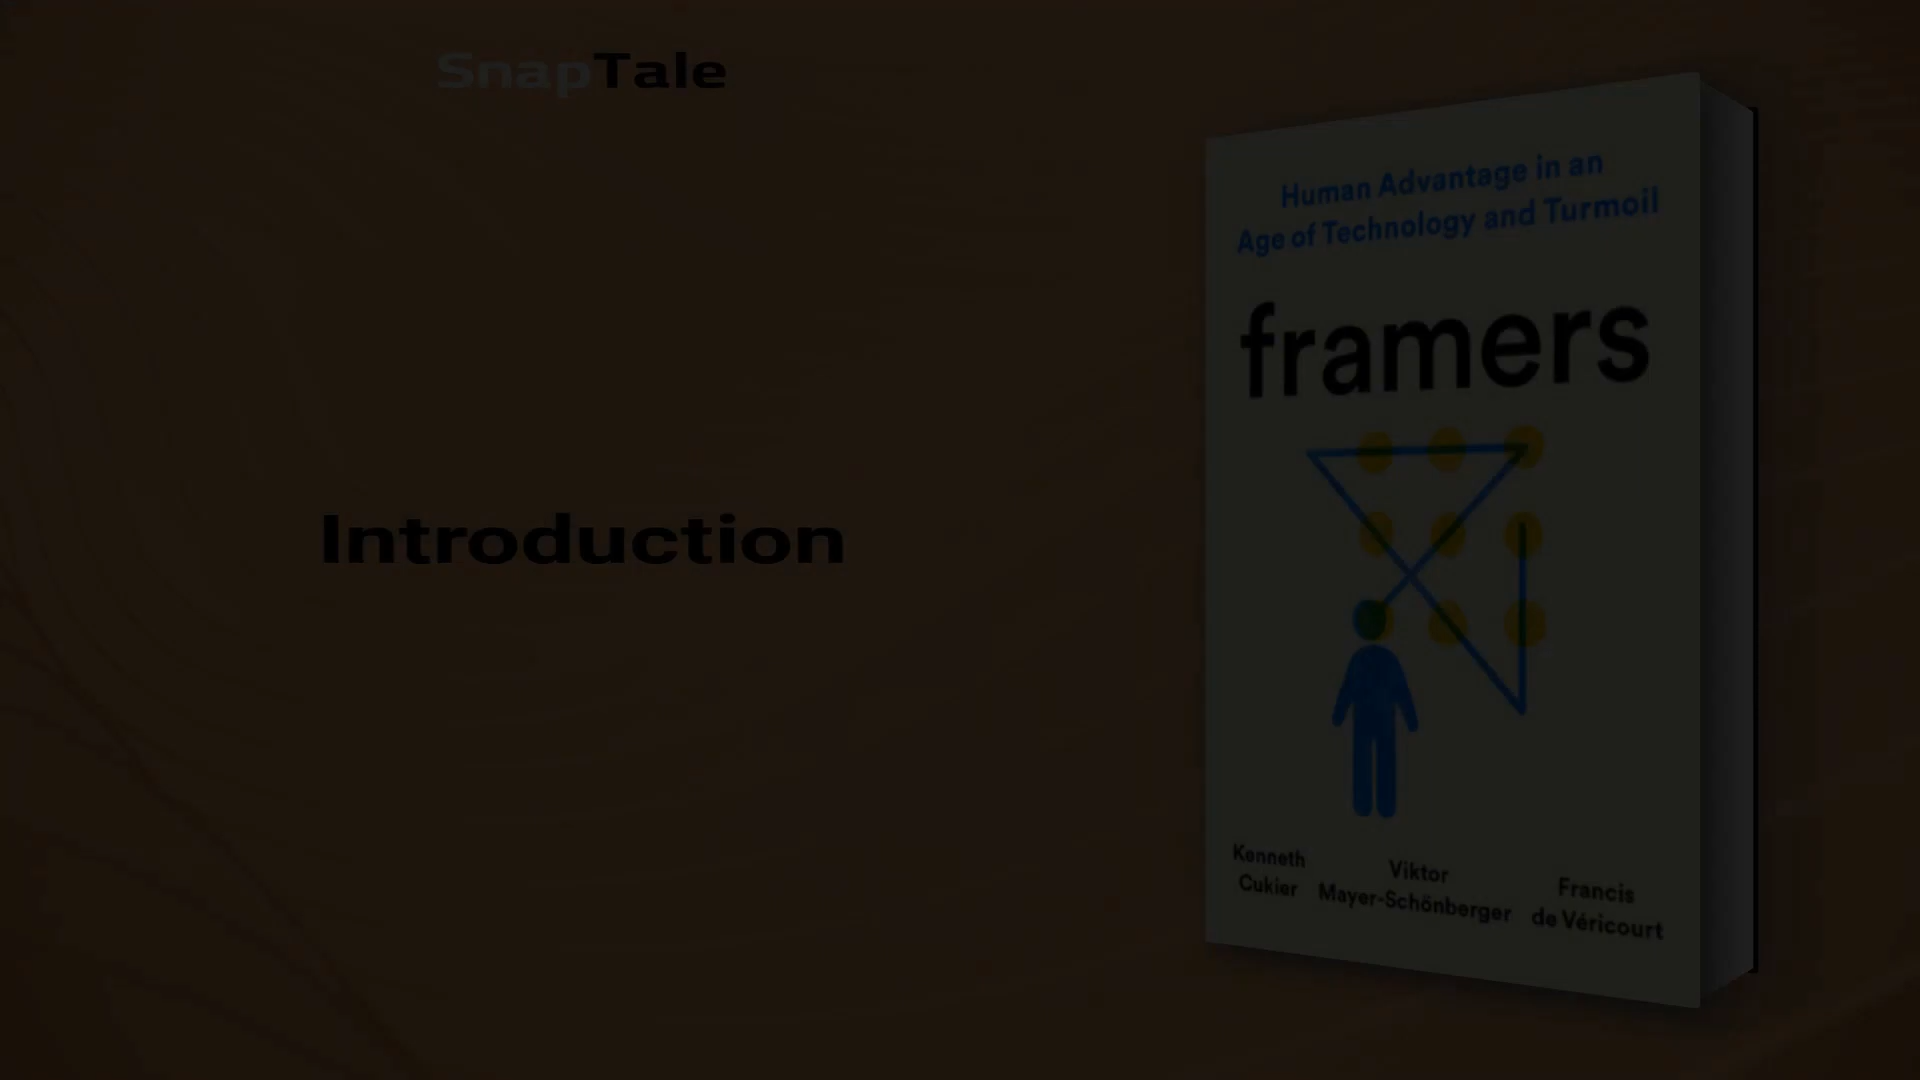 SnapTale
Introduction
Human Advantage in an
Age of Technology and Turmoil
framers
Kenneth
Cukier
Viktor
Mayer-Schönberger
Francis
de Véricourt